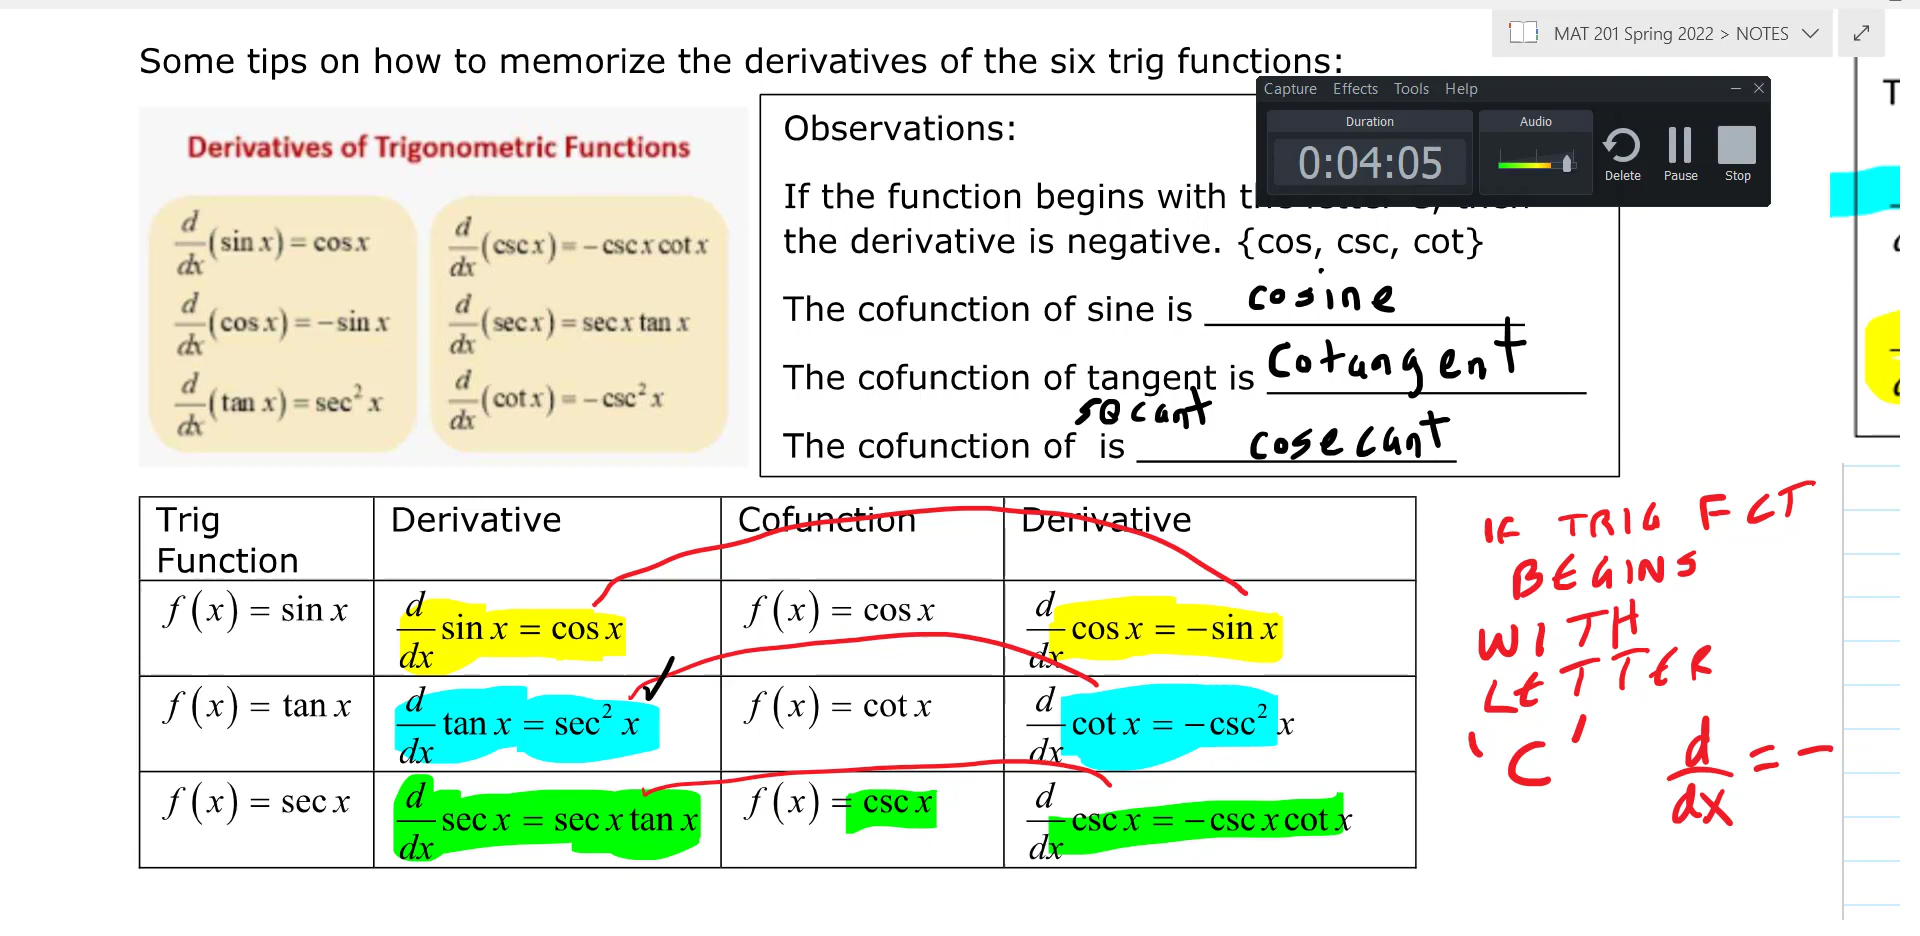 MAT 201 Spring 2022 > NOTES
Some tips on how to memorize the derivatives of the six trig functions:
Capture Effects Tools Help
Duration
Audio
0:04:05
Delete
Pause
Stop
T
Derivatives of Trigonometric Functions
d/dx (sin x) = cos x
d/dx (csc x) = − csc x cot x
d/dx (cos x) = − sin x
d/dx (sec x) = sec x tan x
d/dx (tan x) = sec² x
d/dx (cot x) = − csc² x
Observations:
If the function begins with
the derivative is negative. {cos, csc, cot}
The cofunction of sine is cosine
The cofunction of tangent is cotangent
secant
The cofunction of is cosecant
Trig Function
Derivative
Cofunction
Derivative
f(x) = sin x
d/dx sin x = cos x
f(x) = cos x
d/dx cos x = −sin x
f(x) = tan x
d/dx tan x = sec² x
f(x) = cot x
d/dx cot x = −csc² x
f(x) = sec x
d/dx sec x = sec x tan x
f(x) = csc x
d/dx csc x = −csc x cot x
IF TRIG FCT
BEGINS
WITH
LETTER
'C' d/dx = −